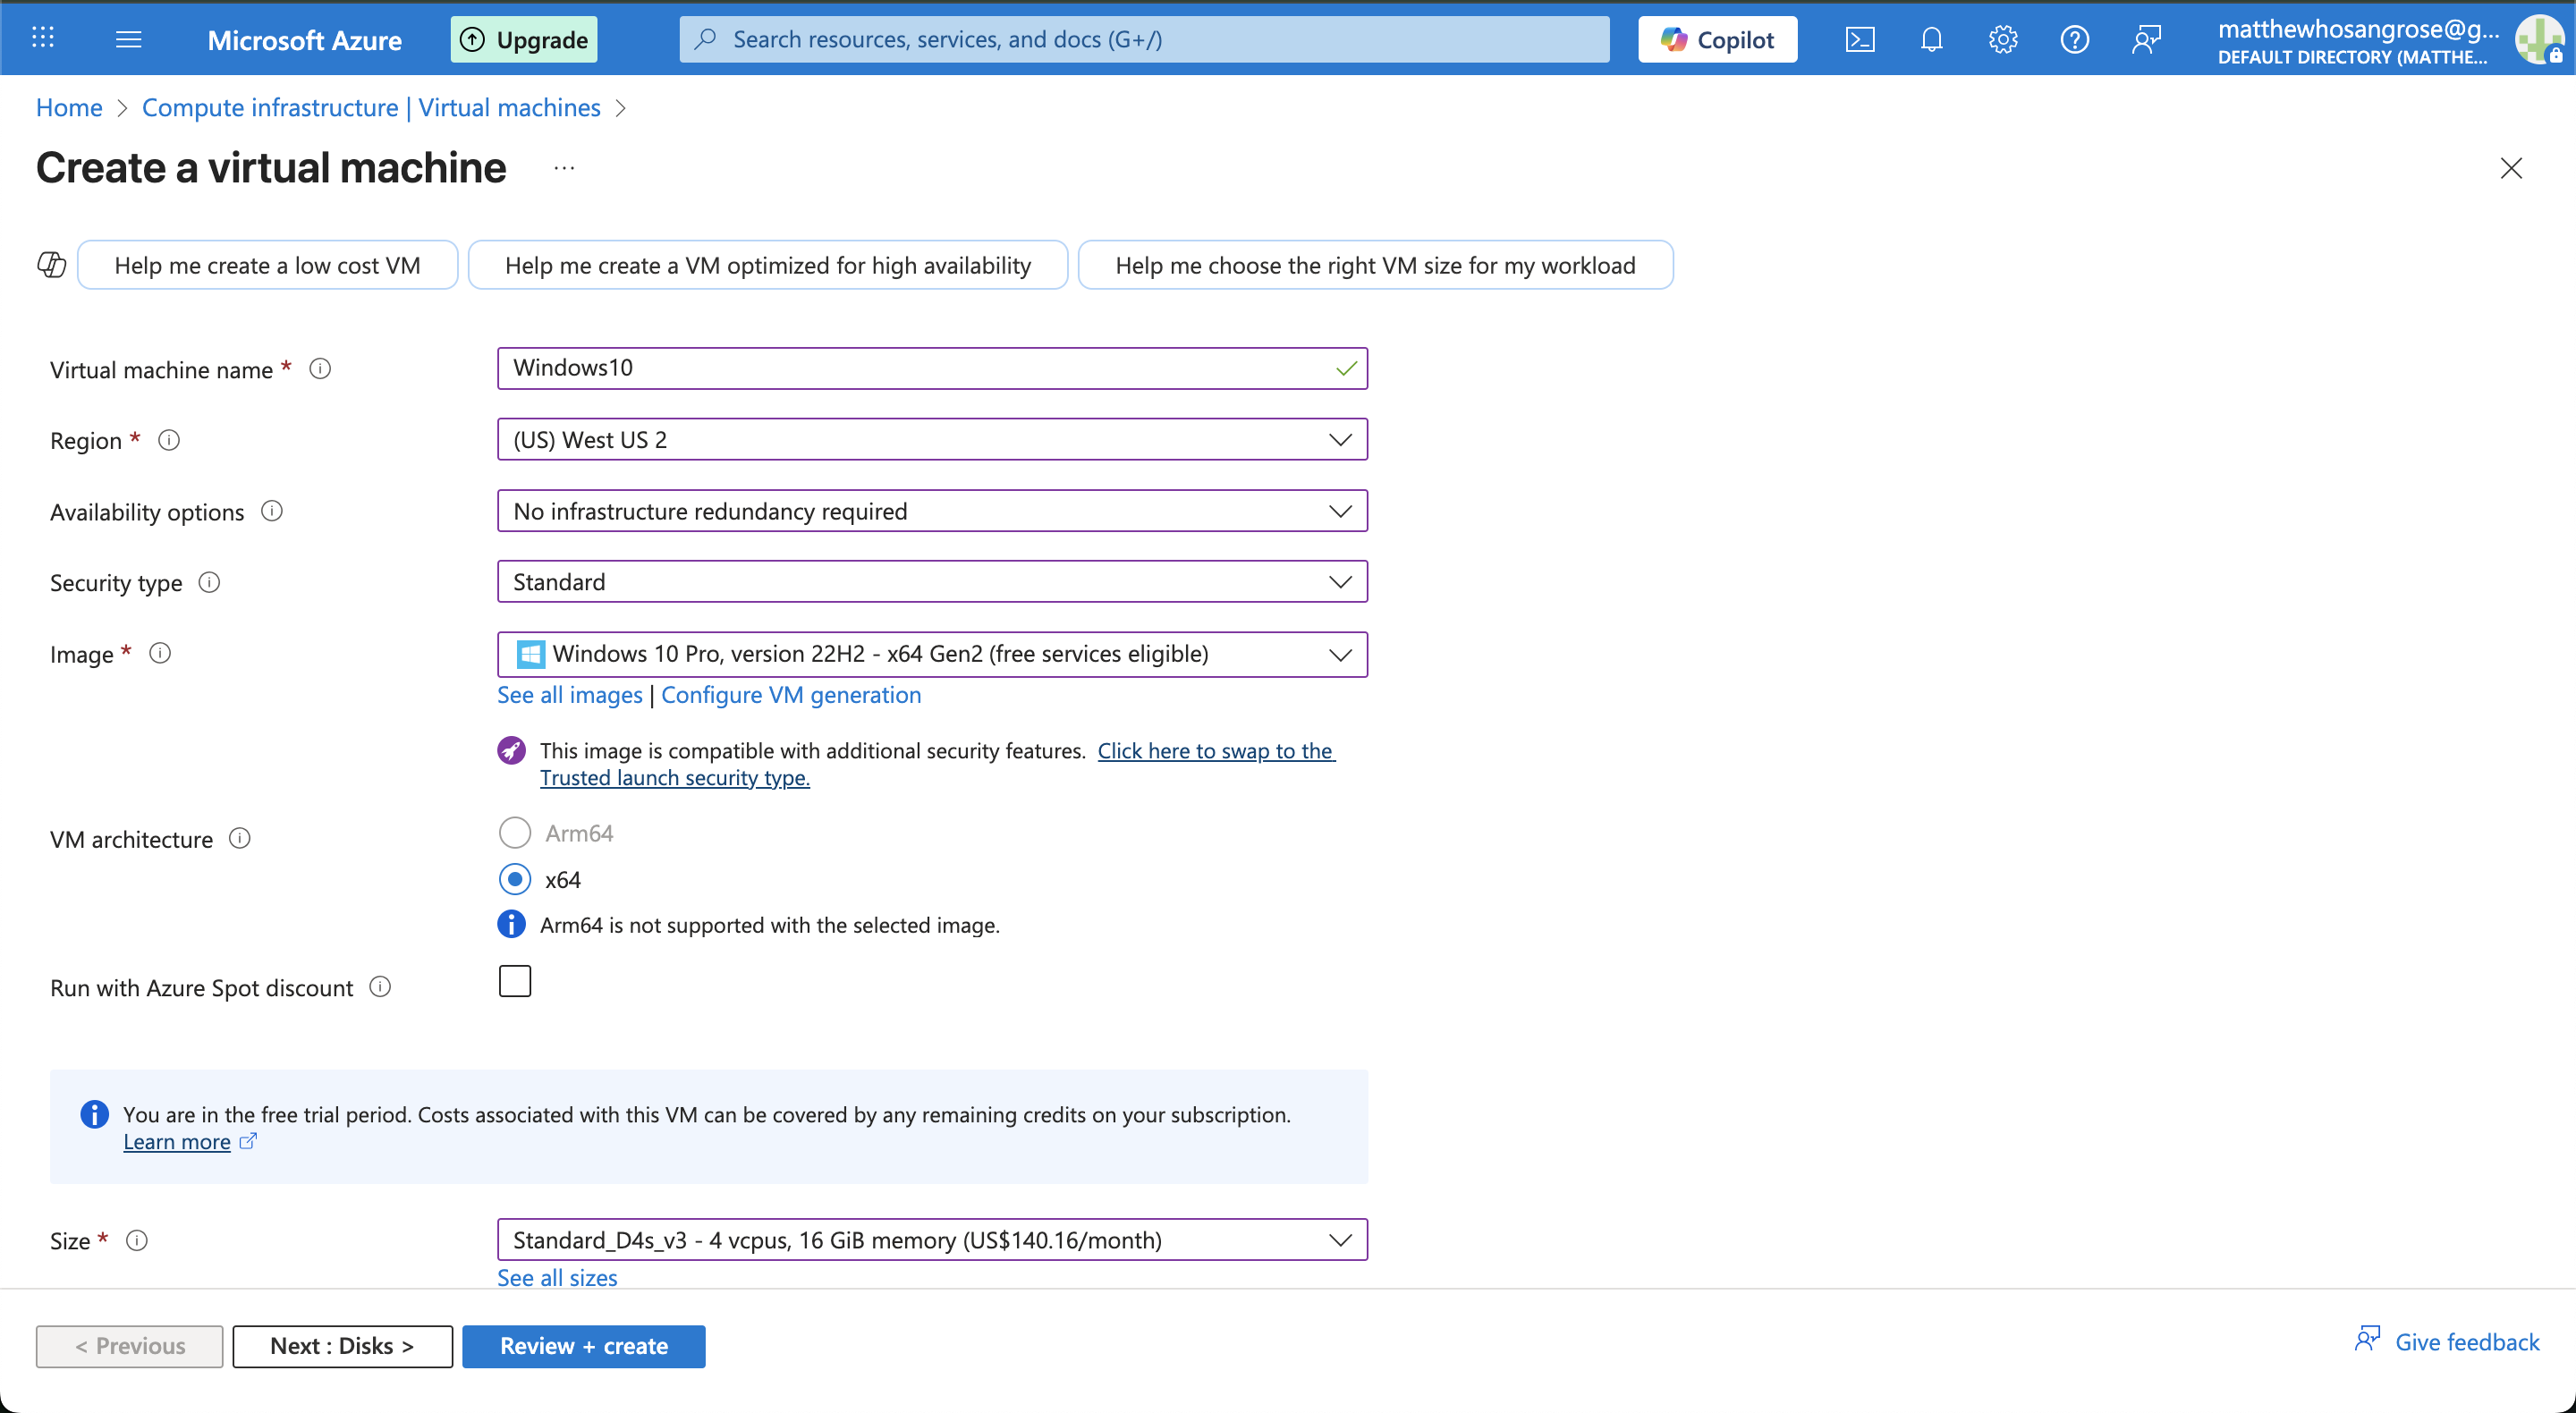 Microsoft Azure
Upgrade
Search resources, services, and docs (G+/)
Copilot
matthewhosangrose@g...
DEFAULT DIRECTORY (MATTHE...
Home > Compute infrastructure | Virtual machines >
Create a virtual machine ...
Help me create a low cost VM
Help me create a VM optimized for high availability
Help me choose the right VM size for my workload
Virtual machine name *
Windows10
Region *
(US) West US 2
Availability options
No infrastructure redundancy required
Security type
Standard
Image *
Windows 10 Pro, version 22H2 - x64 Gen2 (free services eligible)
See all images | Configure VM generation
This image is compatible with additional security features. Click here to swap to the
Trusted launch security type.
VM architecture
Arm64
x64
Arm64 is not supported with the selected image.
Run with Azure Spot discount
You are in the free trial period. Costs associated with this VM can be covered by any remaining credits on your subscription.
Learn more
Size *
Standard_D4s_v3 - 4 vcpus, 16 GiB memory (US$140.16/month)
See all sizes
< Previous
Next : Disks >
Review + create
Give feedback